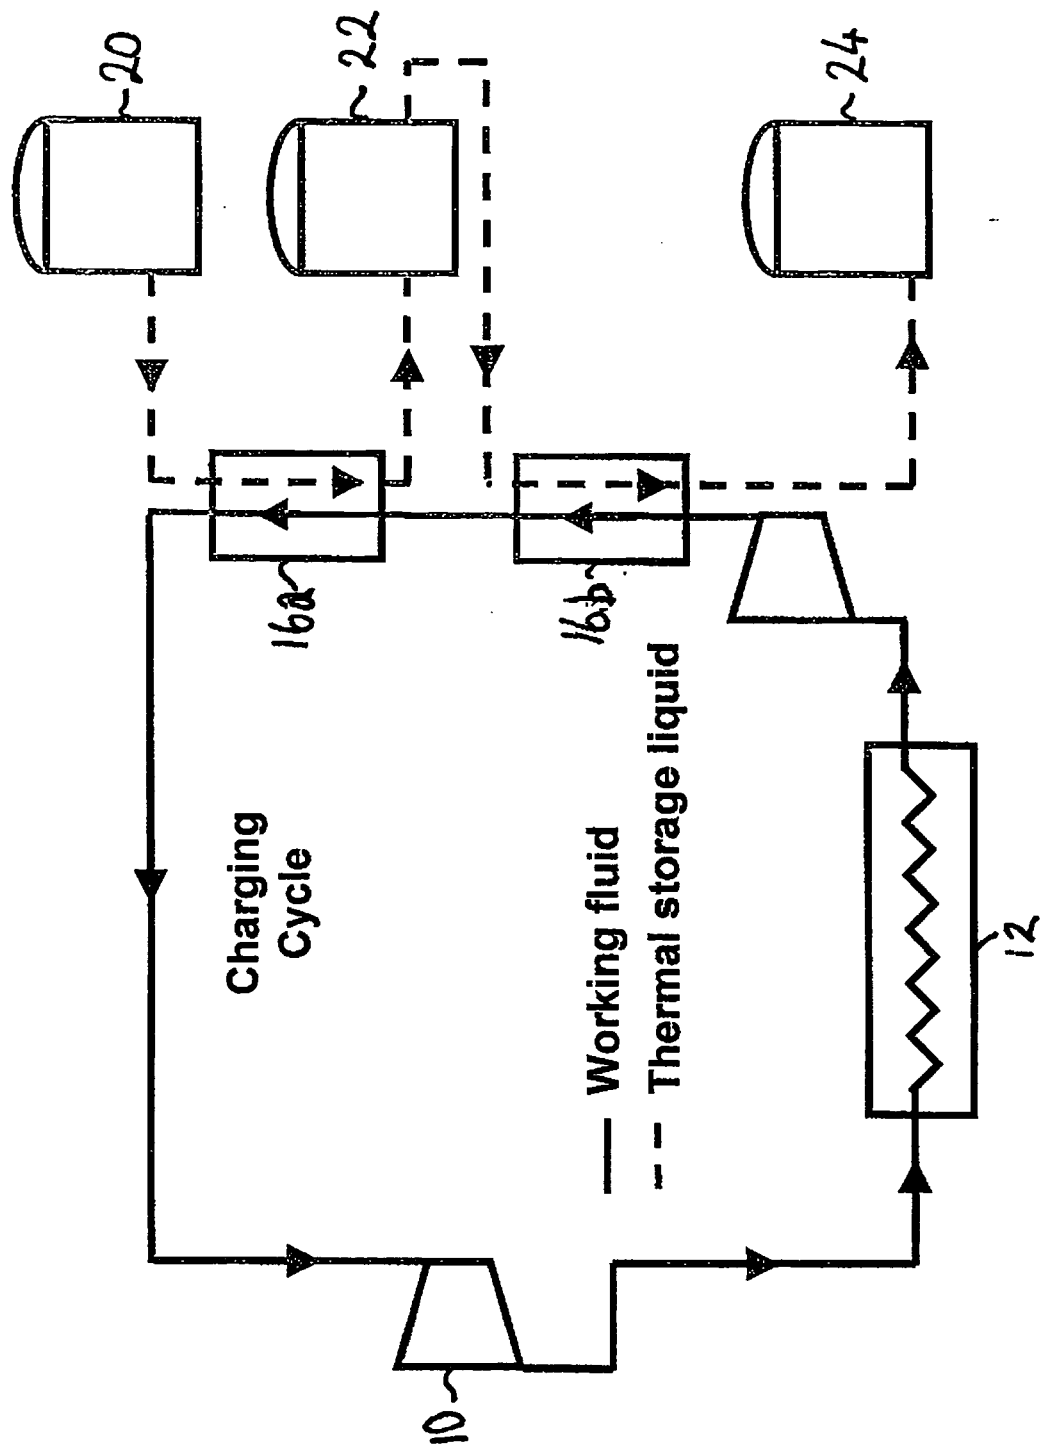 20
22
24
16a
16b
Charging
Cycle
Working fluid
Thermal storage liquid
12
10